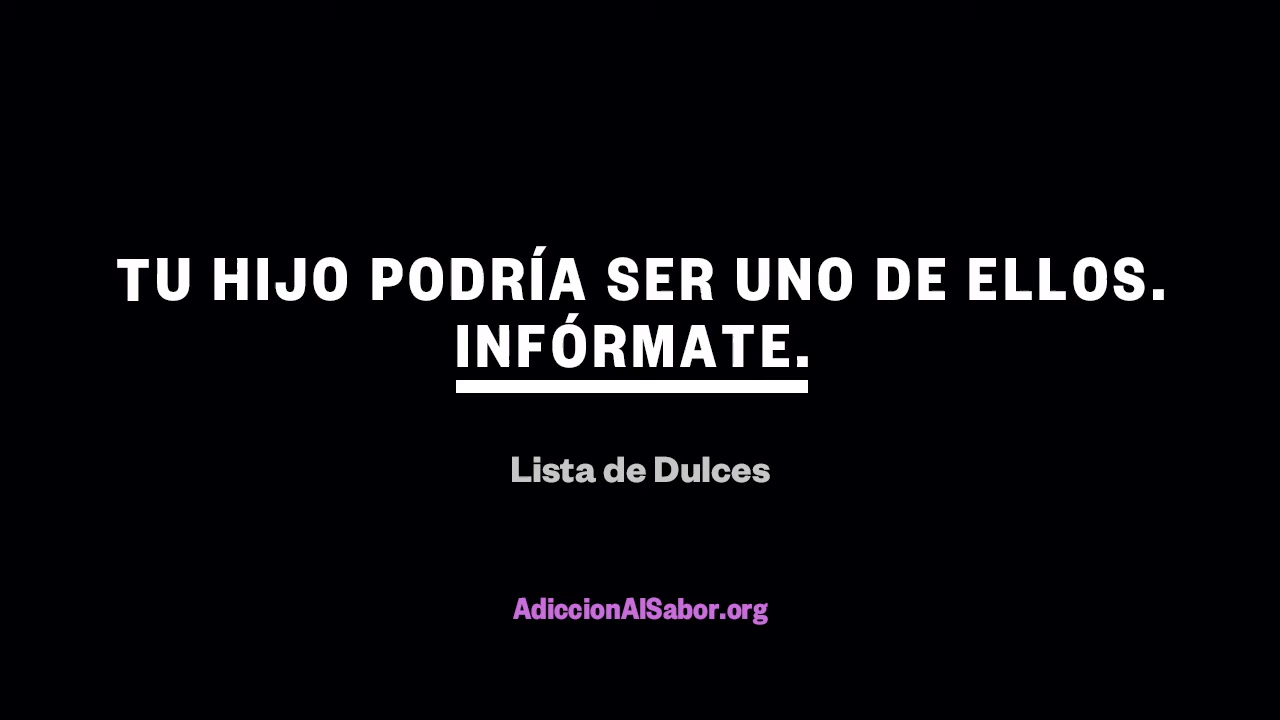 TU HIJO PODRÍA SER UNO DE ELLOS.
INFÓRMATE.
Lista de Dulces
AdiccionAlSabor.org